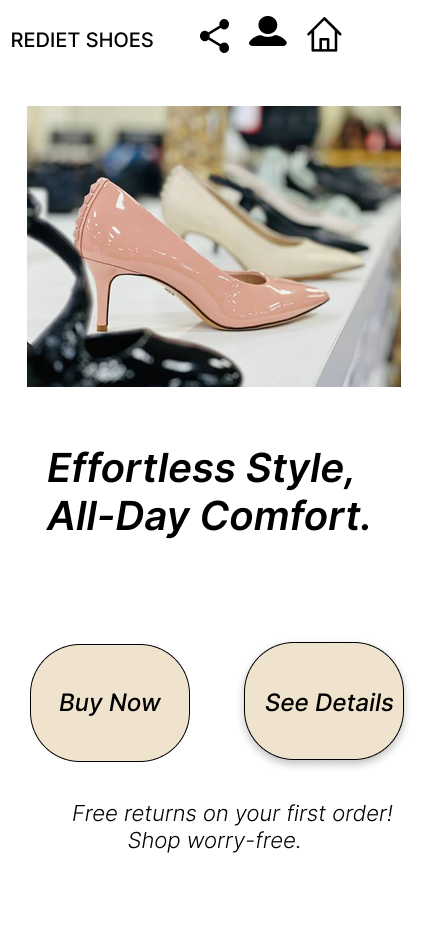 REDIET SHOES
Effortless Style,
All-Day Comfort.
Buy Now
See Details
Free returns on your first order!
Shop worry-free.